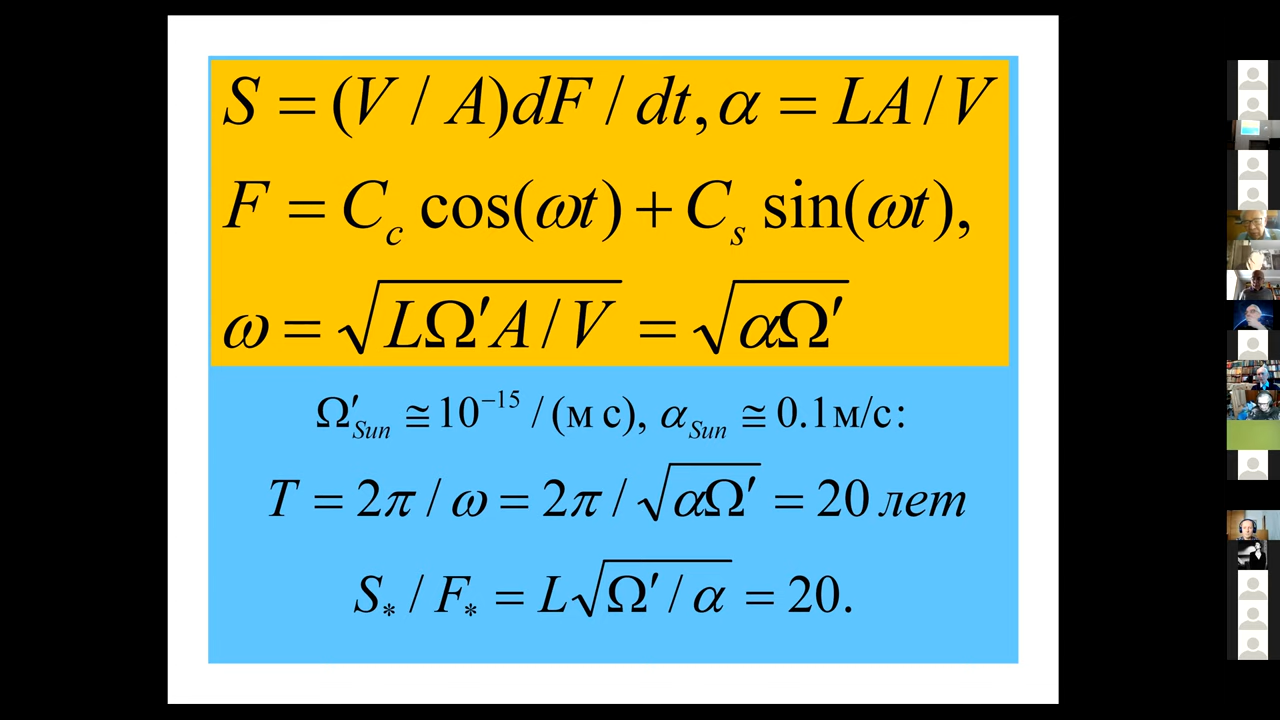 S = (V / A)dF / dt, α = LA / V
F = C_c cos(ωt) + C_s sin(ωt),
ω = √(LΩ′A / V) = √(αΩ′)
Ω′_Sun ≅ 10⁻¹⁵ / (м с), α_Sun ≅ 0.1м/с:
T = 2π / ω = 2π / √(αΩ′) = 20 лет
S_* / F_* = L√(Ω′ / α) = 20.